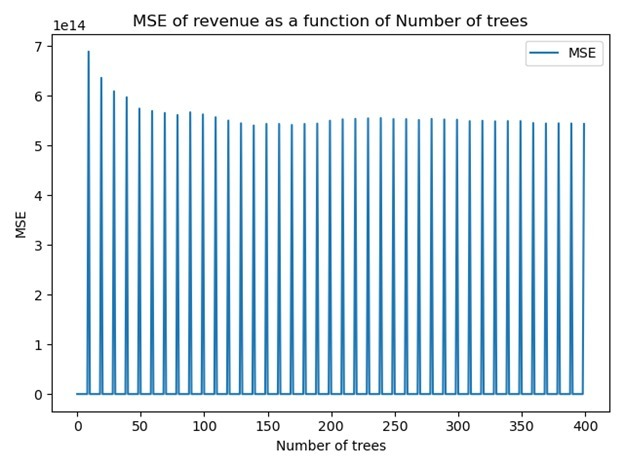 MSE of revenue as a function of Number of trees
1e14
MSE
7
6
5
4
3
2
1
0
MSE
0 50 100 150 200 250 300 350 400
Number of trees